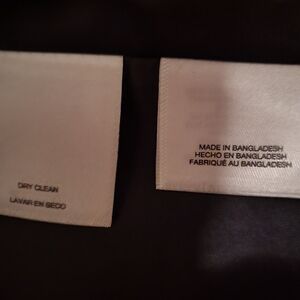 DRY CLEAN
LAVAR EN SECO
MADE IN BANGLADESH
HECHO EN BANGLADESH
FABRIQUÉ AU BANGLADESH